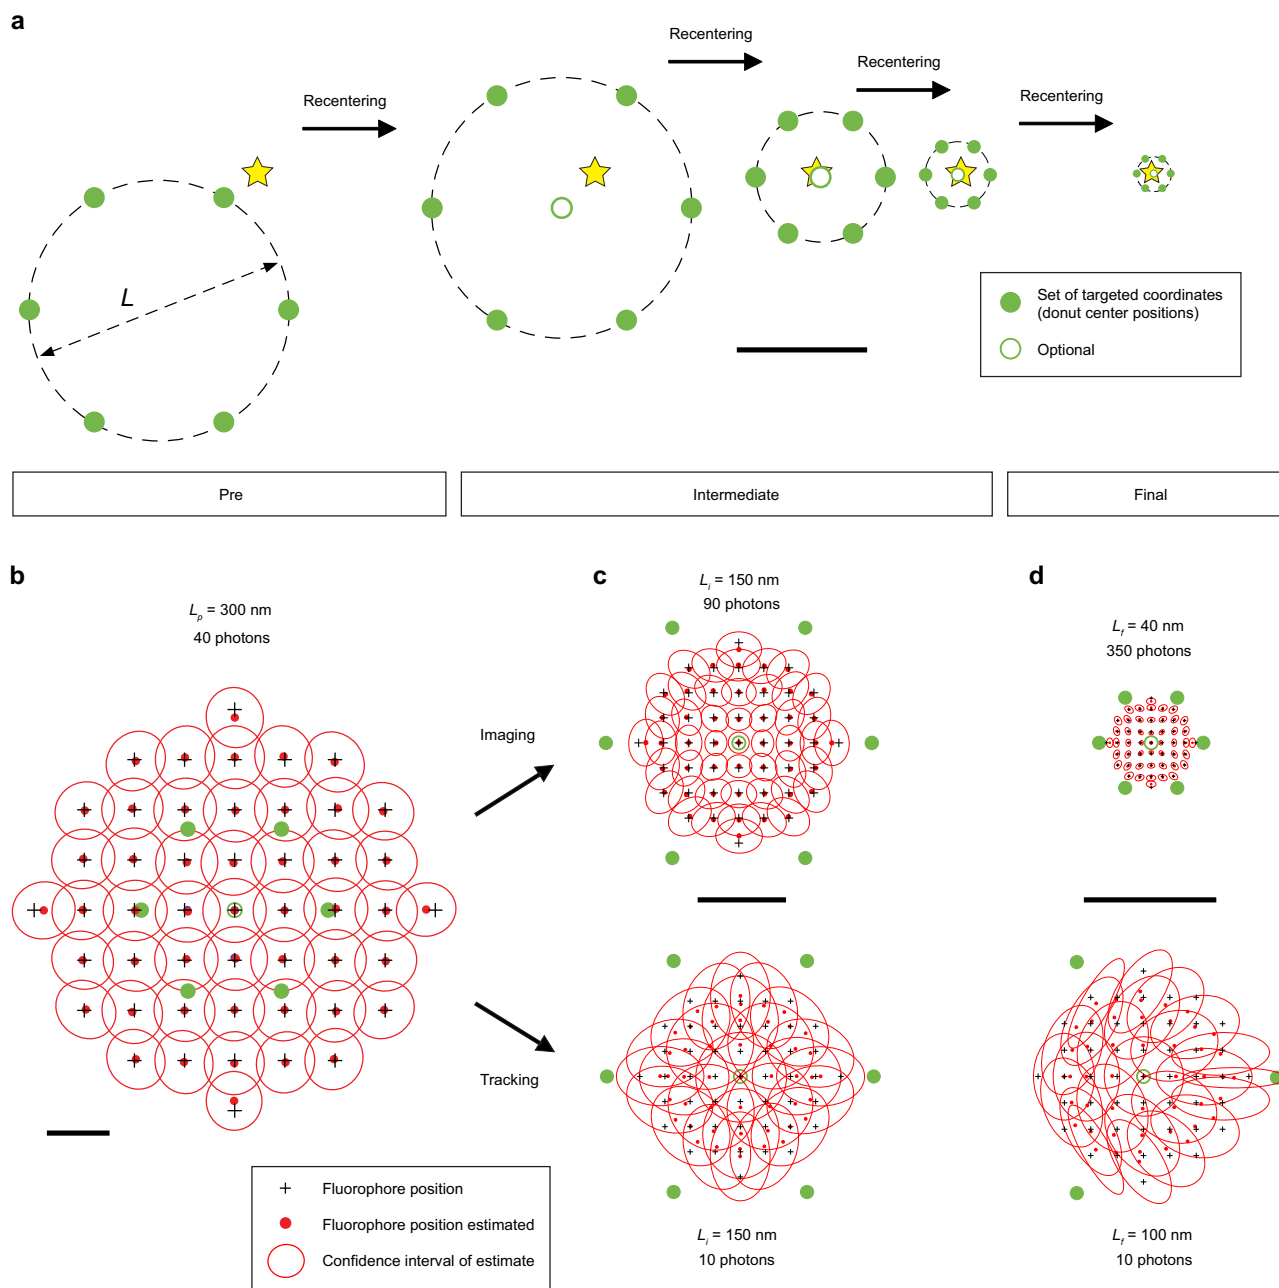 a
Recentering
Recentering
Recentering
Recentering
L
Set of targeted coordinates
(donut center positions)
Optional
Pre
Intermediate
Final
b
Lp = 300 nm
40 photons
Imaging
Tracking
c
Li = 150 nm
90 photons
d
Lf = 40 nm
350 photons
Fluorophore position
Fluorophore position estimated
Confidence interval of estimate
Li = 150 nm
10 photons
Lf = 100 nm
10 photons